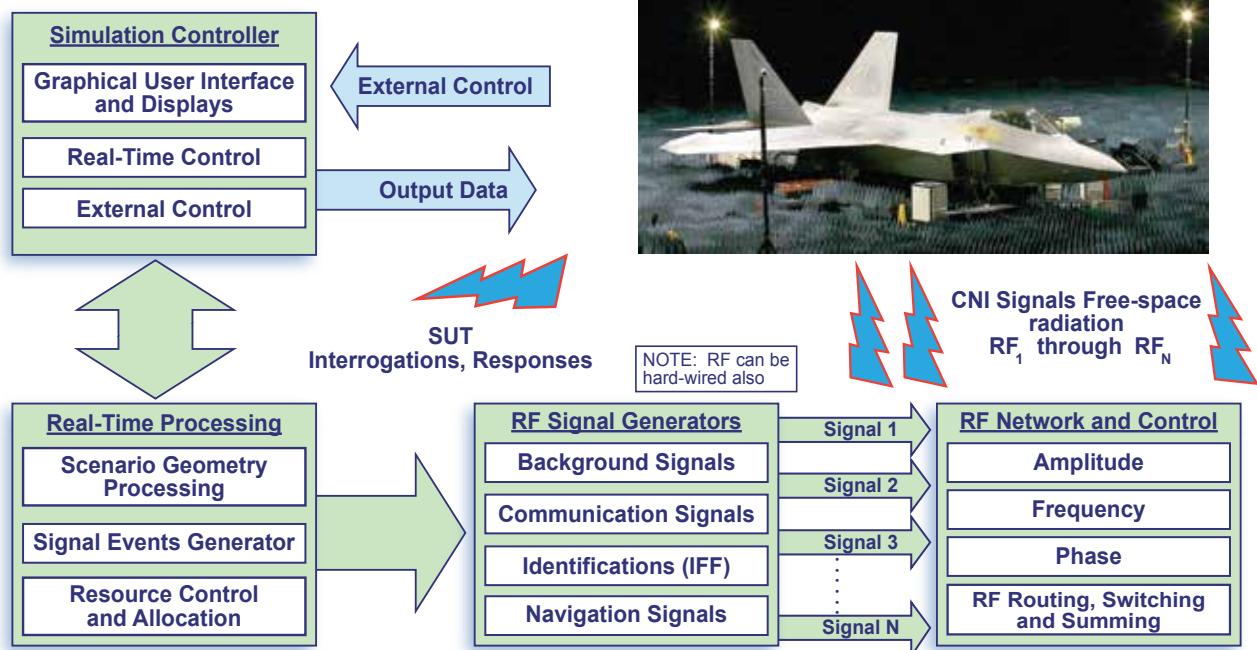 Simulation Controller
Graphical User Interface
and Displays
Real-Time Control
External Control
External Control
Output Data
SUT
Interrogations, Responses
NOTE: RF can be
hard-wired also
CNI Signals Free-space
radiation
RF1 through RFN
Real-Time Processing
Scenario Geometry
Processing
Signal Events Generator
Resource Control
and Allocation
RF Signal Generators
Background Signals
Communication Signals
Identifications (IFF)
Navigation Signals
Signal 1
Signal 2
Signal 3
Signal N
RF Network and Control
Amplitude
Frequency
Phase
RF Routing, Switching
and Summing